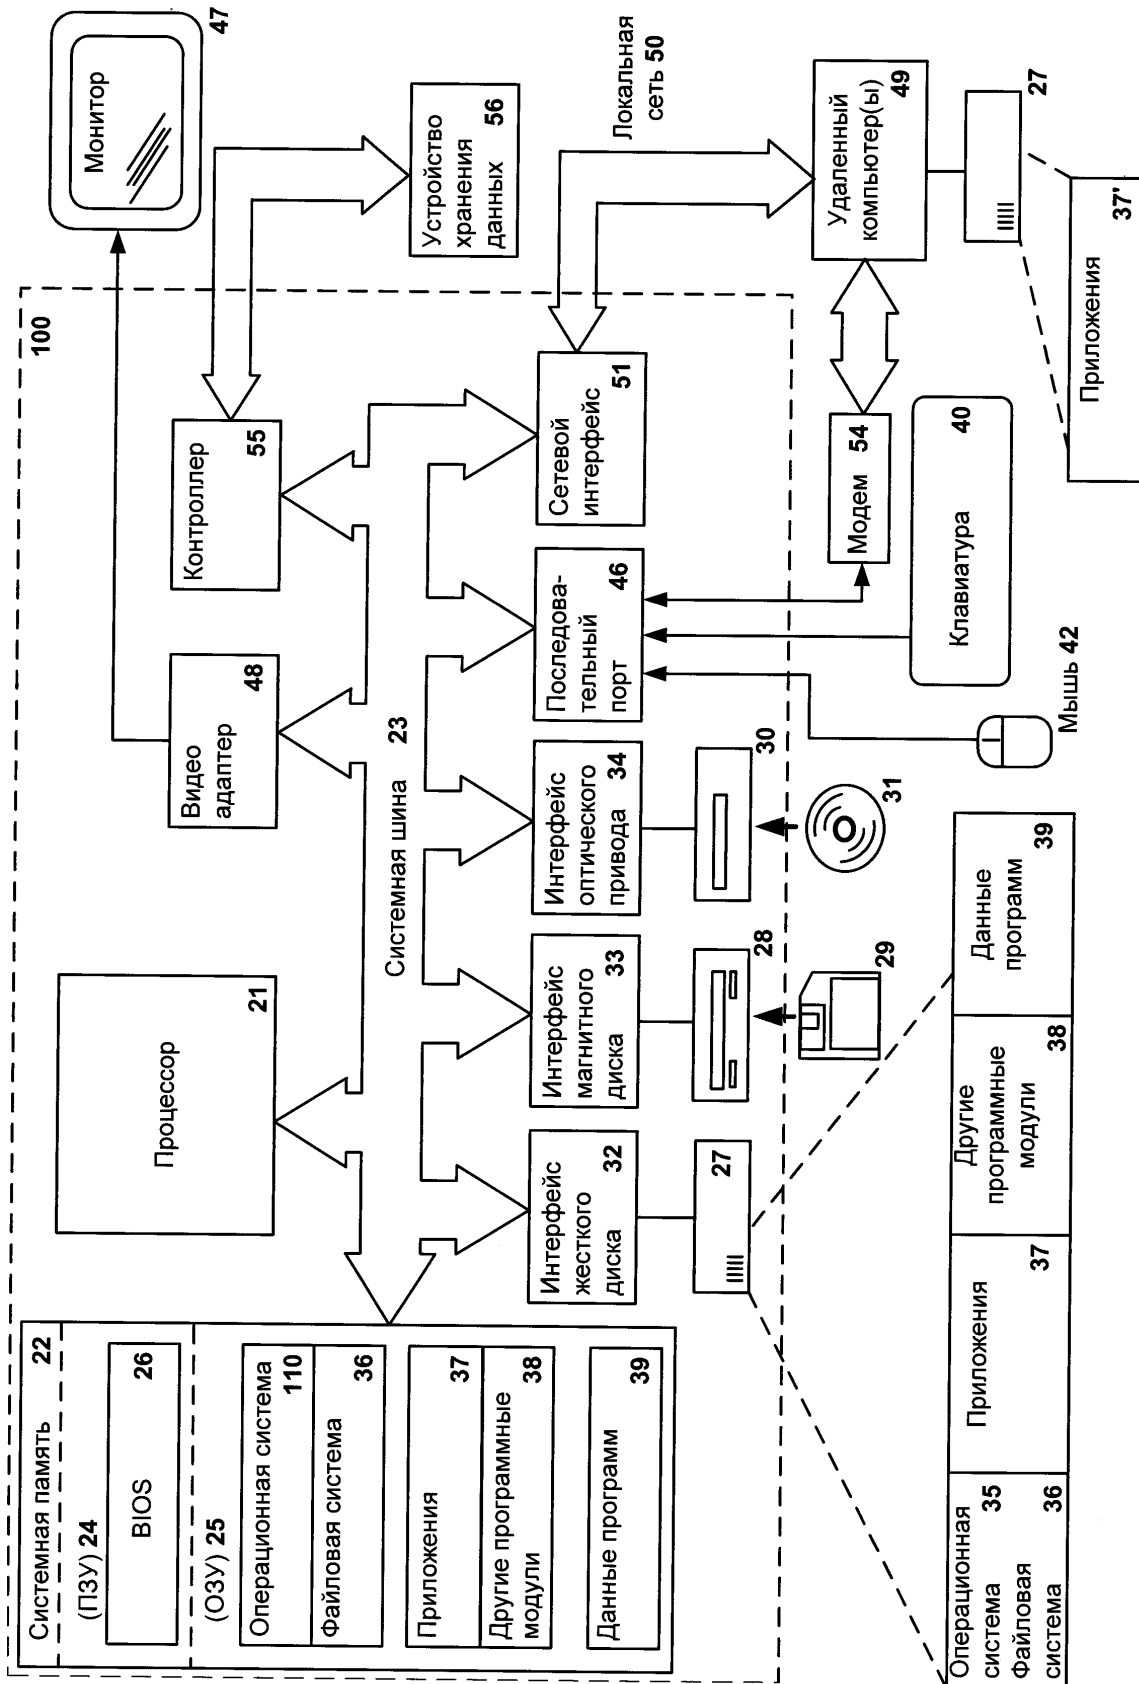 Системная память 22
(ПЗУ) 24
BIOS 26
(ОЗУ) 25
Операционная система 110
Файловая система 36
Приложения 37
Другие программные
модули 38
Данные программ 39
Процессор 21
Видео
адаптер 48
Контроллер 55
100
Монитор
47
Устройство
хранения
данных 56
Системная шина 23
Интерфейс
жесткого
диска 32
Интерфейс
магнитного
диска 33
Интерфейс
оптического
привода 34
Последова-
тельный
порт 46
Сетевой
интерфейс 51
Локальная
сеть 50
27
28
30
29
31
Мышь 42
Клавиатура 40
Модем 54
Удаленный
компьютер(ы) 49
27
Приложения 37'
Операционная
система 35
Файловая
система 36
Приложения 37
Другие
программные
модули 38
Данные
программ 39